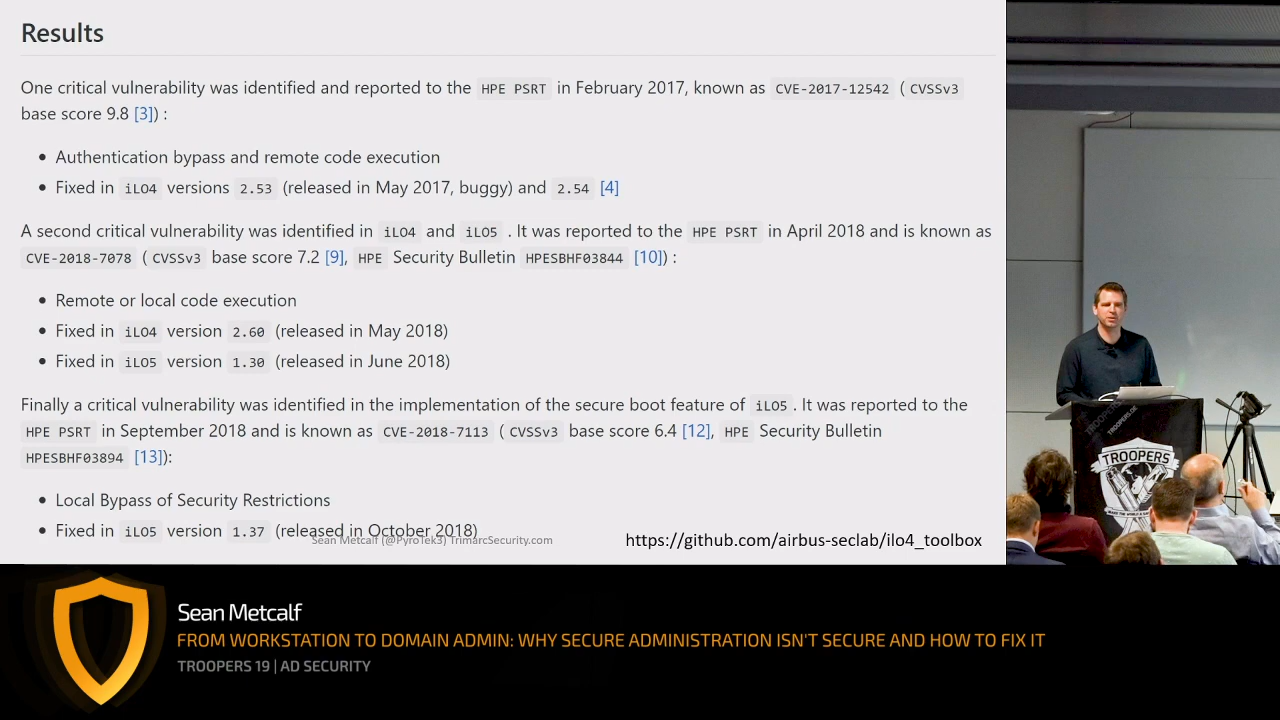 Results
One critical vulnerability was identified and reported to the HPE PSRT in February 2017, known as CVE-2017-12542 ( CVSSv3
base score 9.8 [3]) :
• Authentication bypass and remote code execution
• Fixed in iLO4 versions 2.53 (released in May 2017, buggy) and 2.54 [4]
A second critical vulnerability was identified in iLO4 and iLO5 . It was reported to the HPE PSRT in April 2018 and is known as
CVE-2018-7078 ( CVSSv3 base score 7.2 [9], HPE Security Bulletin HPESBHF03844 [10]) :
• Remote or local code execution
• Fixed in iLO4 version 2.60 (released in May 2018)
• Fixed in iLO5 version 1.30 (released in June 2018)
Finally a critical vulnerability was identified in the implementation of the secure boot feature of iLO5. It was reported to the
HPE PSRT in September 2018 and is known as CVE-2018-7113 ( CVSSv3 base score 6.4 [12], HPE Security Bulletin
HPESBHF03894 [13]):
• Local Bypass of Security Restrictions
• Fixed in iLO5 version 1.37 (released in October 2018)
Sean Metcalf (@PyroTek3) TrimarcSecurity.com
https://github.com/airbus-seclab/ilo4_toolbox
TROOPERS
Sean Metcalf
FROM WORKSTATION TO DOMAIN ADMIN: WHY SECURE ADMINISTRATION ISN'T SECURE AND HOW TO FIX IT
TROOPERS 19 | AD SECURITY